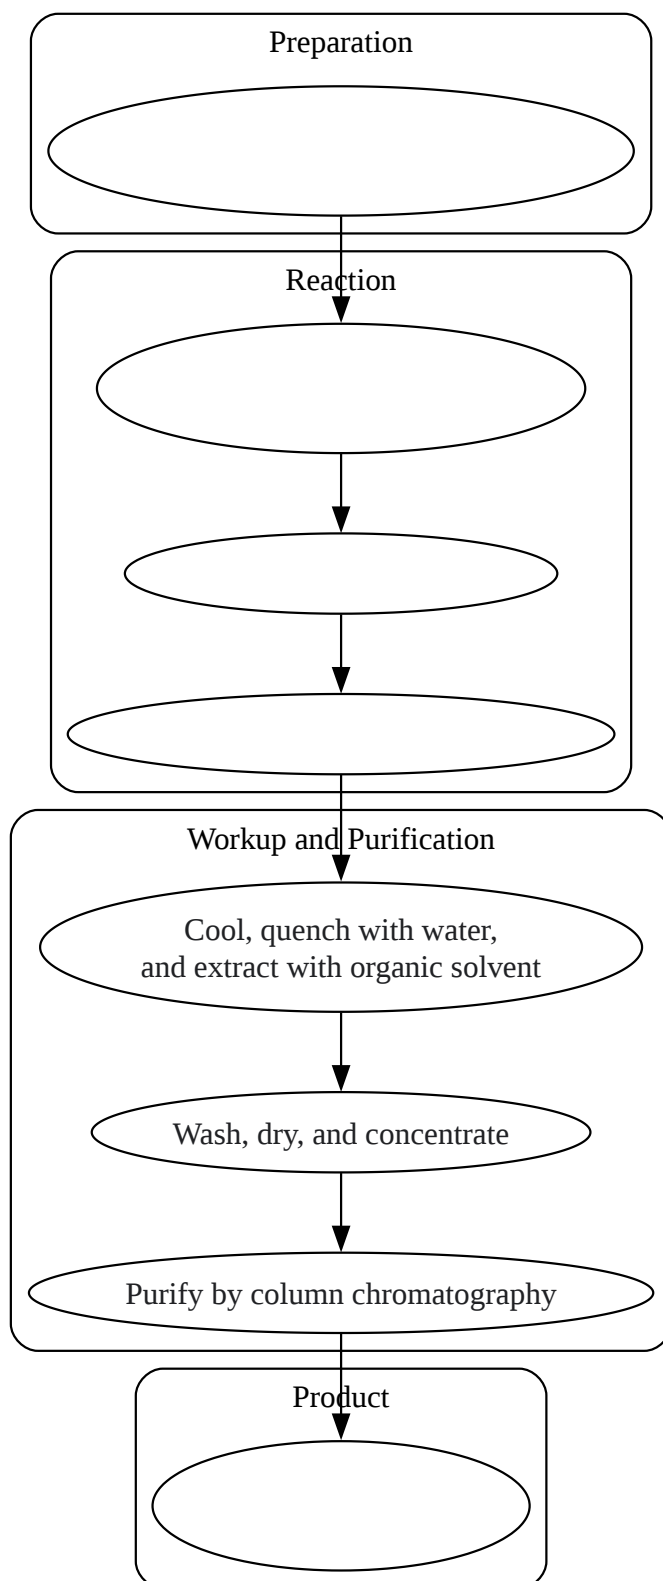 Preparation
Reaction
Workup and Purification
Cool, quench with water,
and extract with organic solvent
Wash, dry, and concentrate
Purify by column chromatography
Product